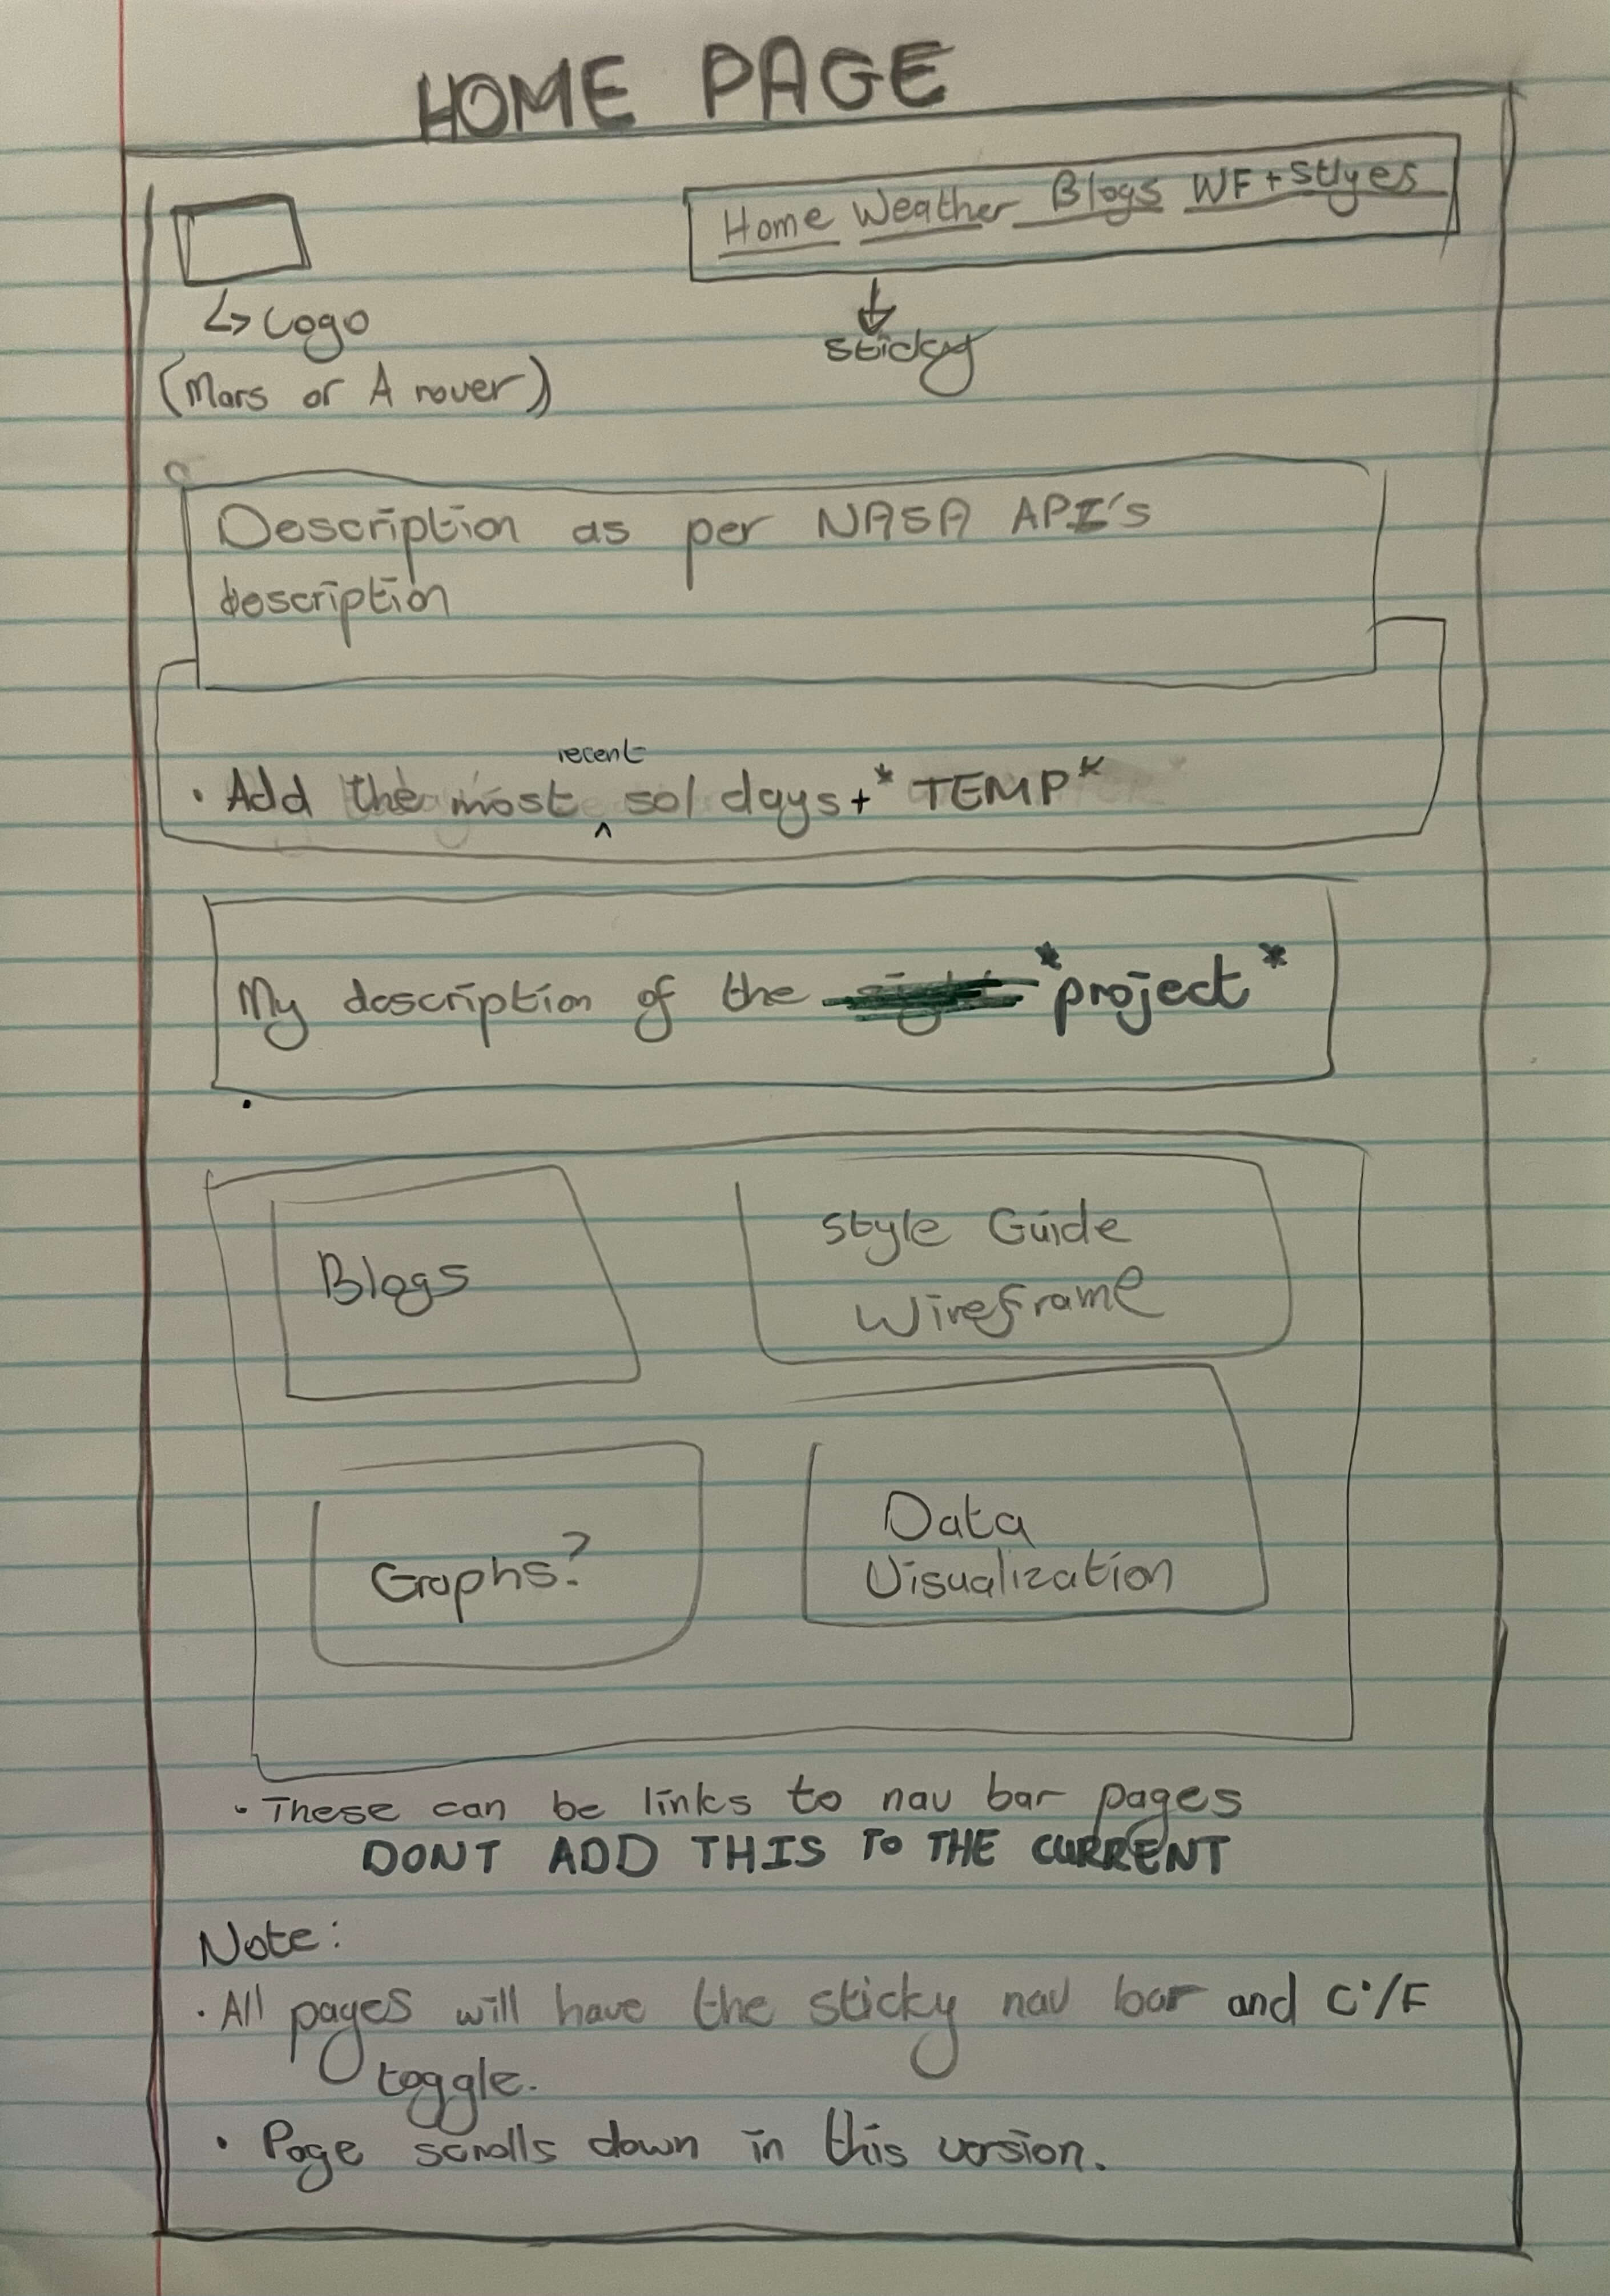 HOME PAGE
Home Weather Blogs WF + Stlyes
↳ Logo
(Mars or A rover)
sticky
Description as per NASA API's
description
recent
• Add the most ^ sol days + * TEMP *
My description of the * project *
Blogs
Style Guide
Wireframe
Graphs?
Data
Visualization
• These can be links to nav bar pages
DONT ADD THIS TO THE CURRENT
Note:
• All pages will have the sticky nav bar and C°/F
toggle.
• Page scrolls down in this version.